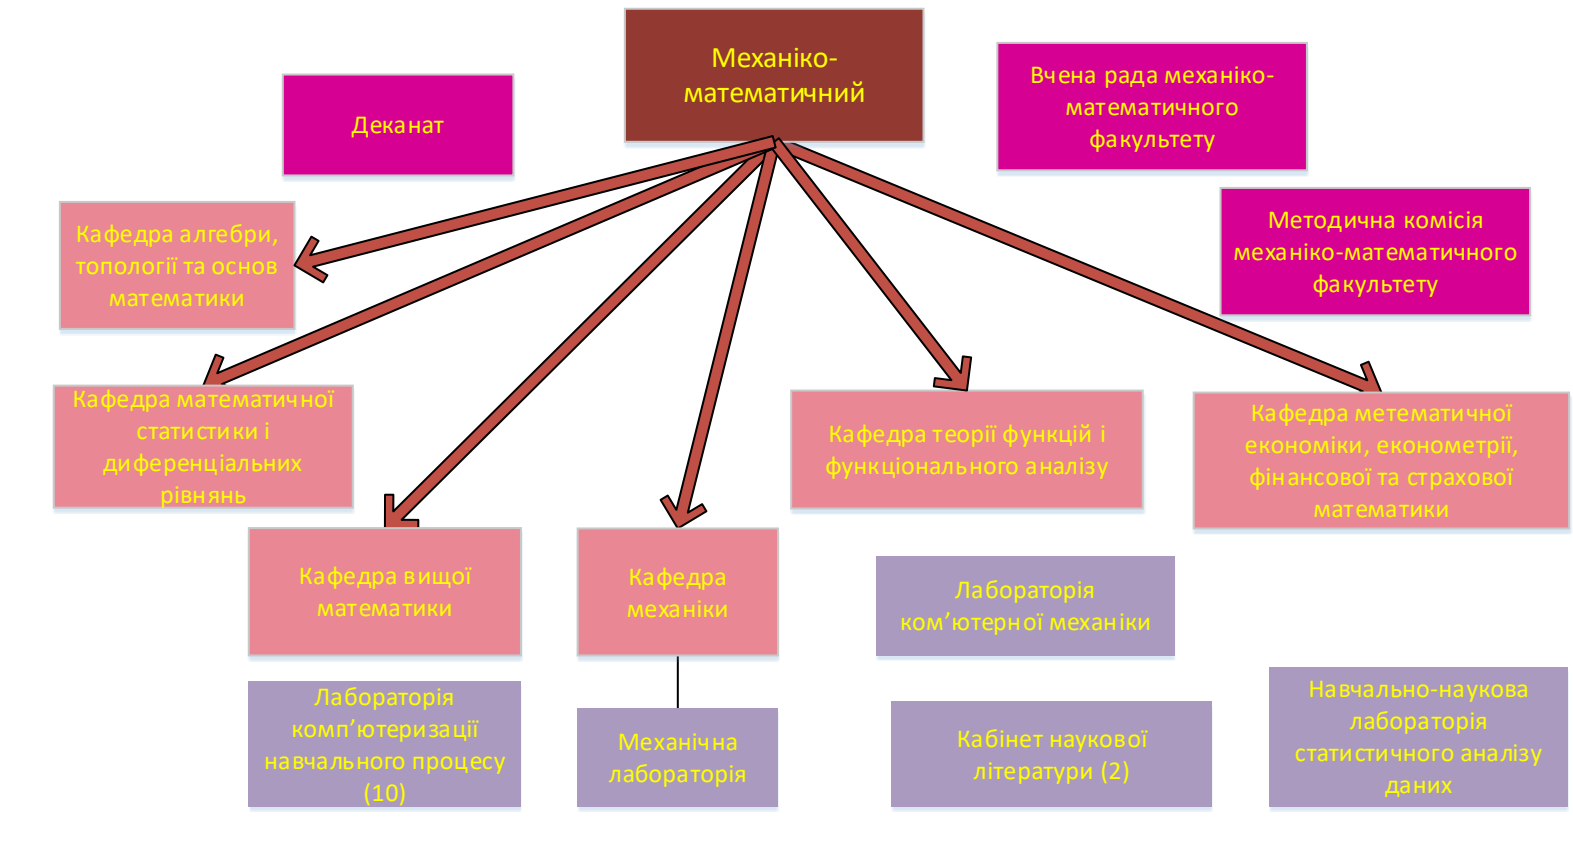 Механіко-
математичний
Деканат
Вчена рада механіко-
математичного
факультету
Методична комісія
механіко-математичного
факультету
Кафедра алгебри,
топології та основ
математики
Кафедра математичної
статистики і
диференціальних
рівнянь
Кафедра теорії функцій і
функціонального аналізу
Кафедра метематичної
економіки, економетрії,
фінансової та страхової
математики
Кафедра вищої
математики
Кафедра
механіки
Лабораторія
ком’ютерної механіки
Лабораторія
комп’ютеризації
навчального процесу
(10)
Механічна
лабораторія
Кабінет наукової
літератури (2)
Навчально-наукова
лабораторія
статистичного аналізу
даних